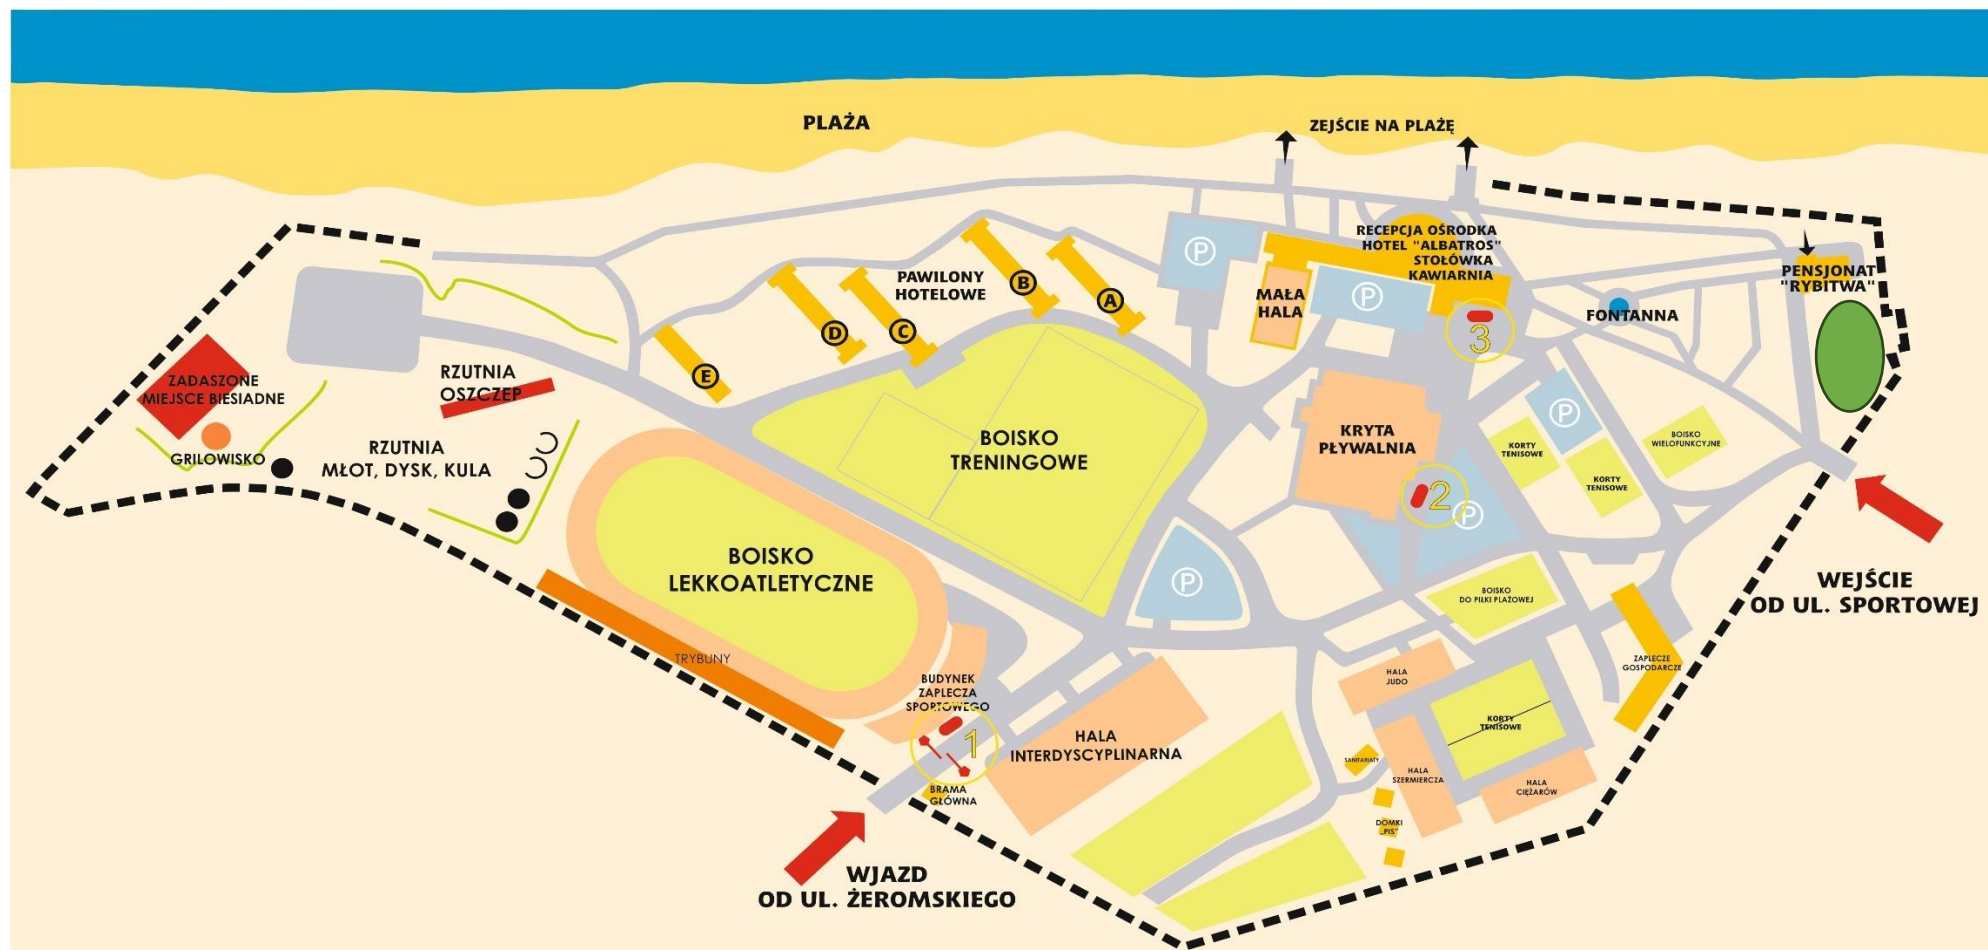 PLAŻA
ZEJŚCIE NA PLAŻĘ
RECEPCJA OŚRODKA
HOTEL "ALBATROS"
STOŁÓWKA
KAWIARNIA
P
PAWILONY
HOTELOWE
B
A
D
C
E
MAŁA
HALA
P
3
FONTANNA
PENSJONAT
"RYBITWA"
ZADASZONE
MIEJSCE BIESIADNE
GRILOWISKO
RZUTNIA
OSZCZEP
RZUTNIA
MŁOT, DYSK, KULA
BOISKO
TRENINGOWE
KRYTA
PŁYWALNIA
P
KORTY
TENISOWE
BOISKO
WIELOFUNKCYJNE
KORTY
TENISOWE
2
P
BOISKO
LEKKOATLETYCZNE
P
WEJŚCIE
OD UL. SPORTOWEJ
BOISKO
DO PIŁKI PLAŻOWEJ
TRYBUNY
BUDYNEK
ZAPLECZA
SPORTOWEGO
1
HALA
INTERDYSCYPLINARNA
HALA
JUDO
ZAPLECZE
GOSPODARCZE
KORTY
TENISOWE
SANITARIATY
HALA
SZERMIERCZA
HALA
CIĘŻARÓW
BRAMA
GŁÓWNA
DOMKI
„PIS"
WJAZD
OD UL. ŻEROMSKIEGO